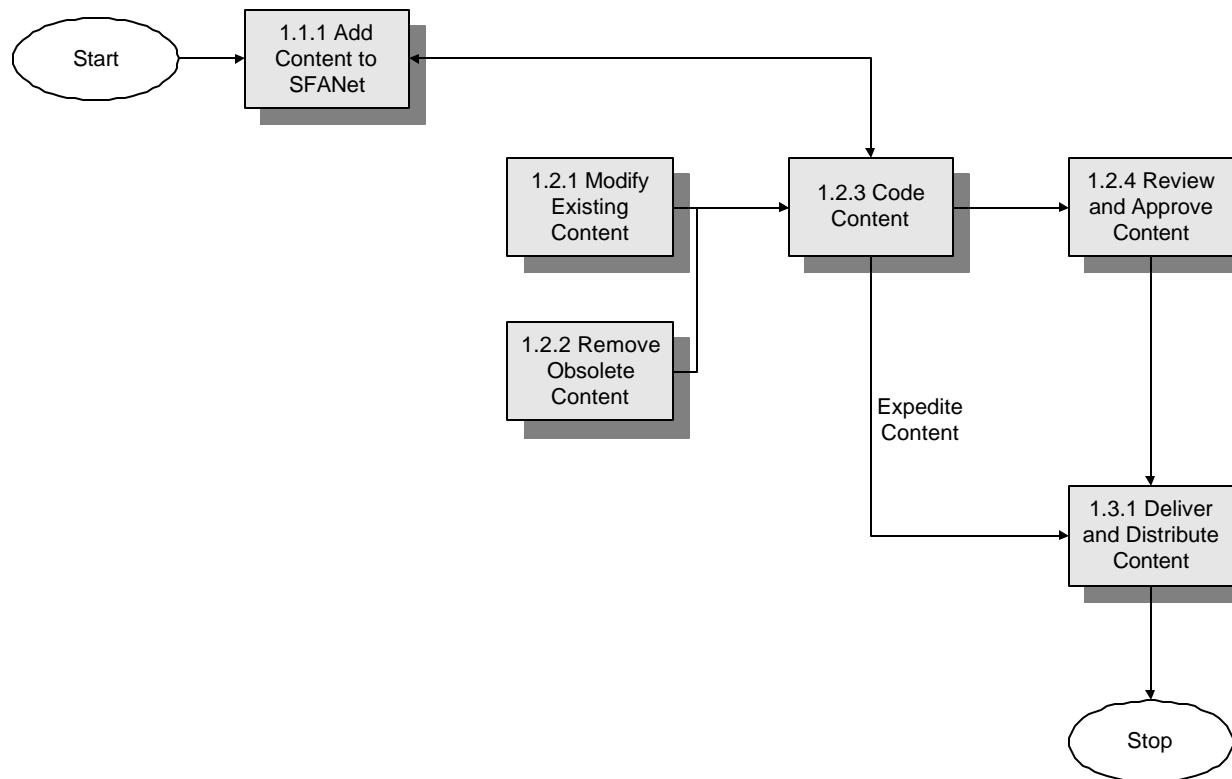 Start
1.1.1 Add
Content to
SFANet
1.2.1 Modify
Existing
Content
1.2.3 Code
Content
1.2.4 Review
and Approve
Content
1.2.2 Remove
Obsolete
Content
Expedite
Content
1.3.1 Deliver
and Distribute
Content
Stop